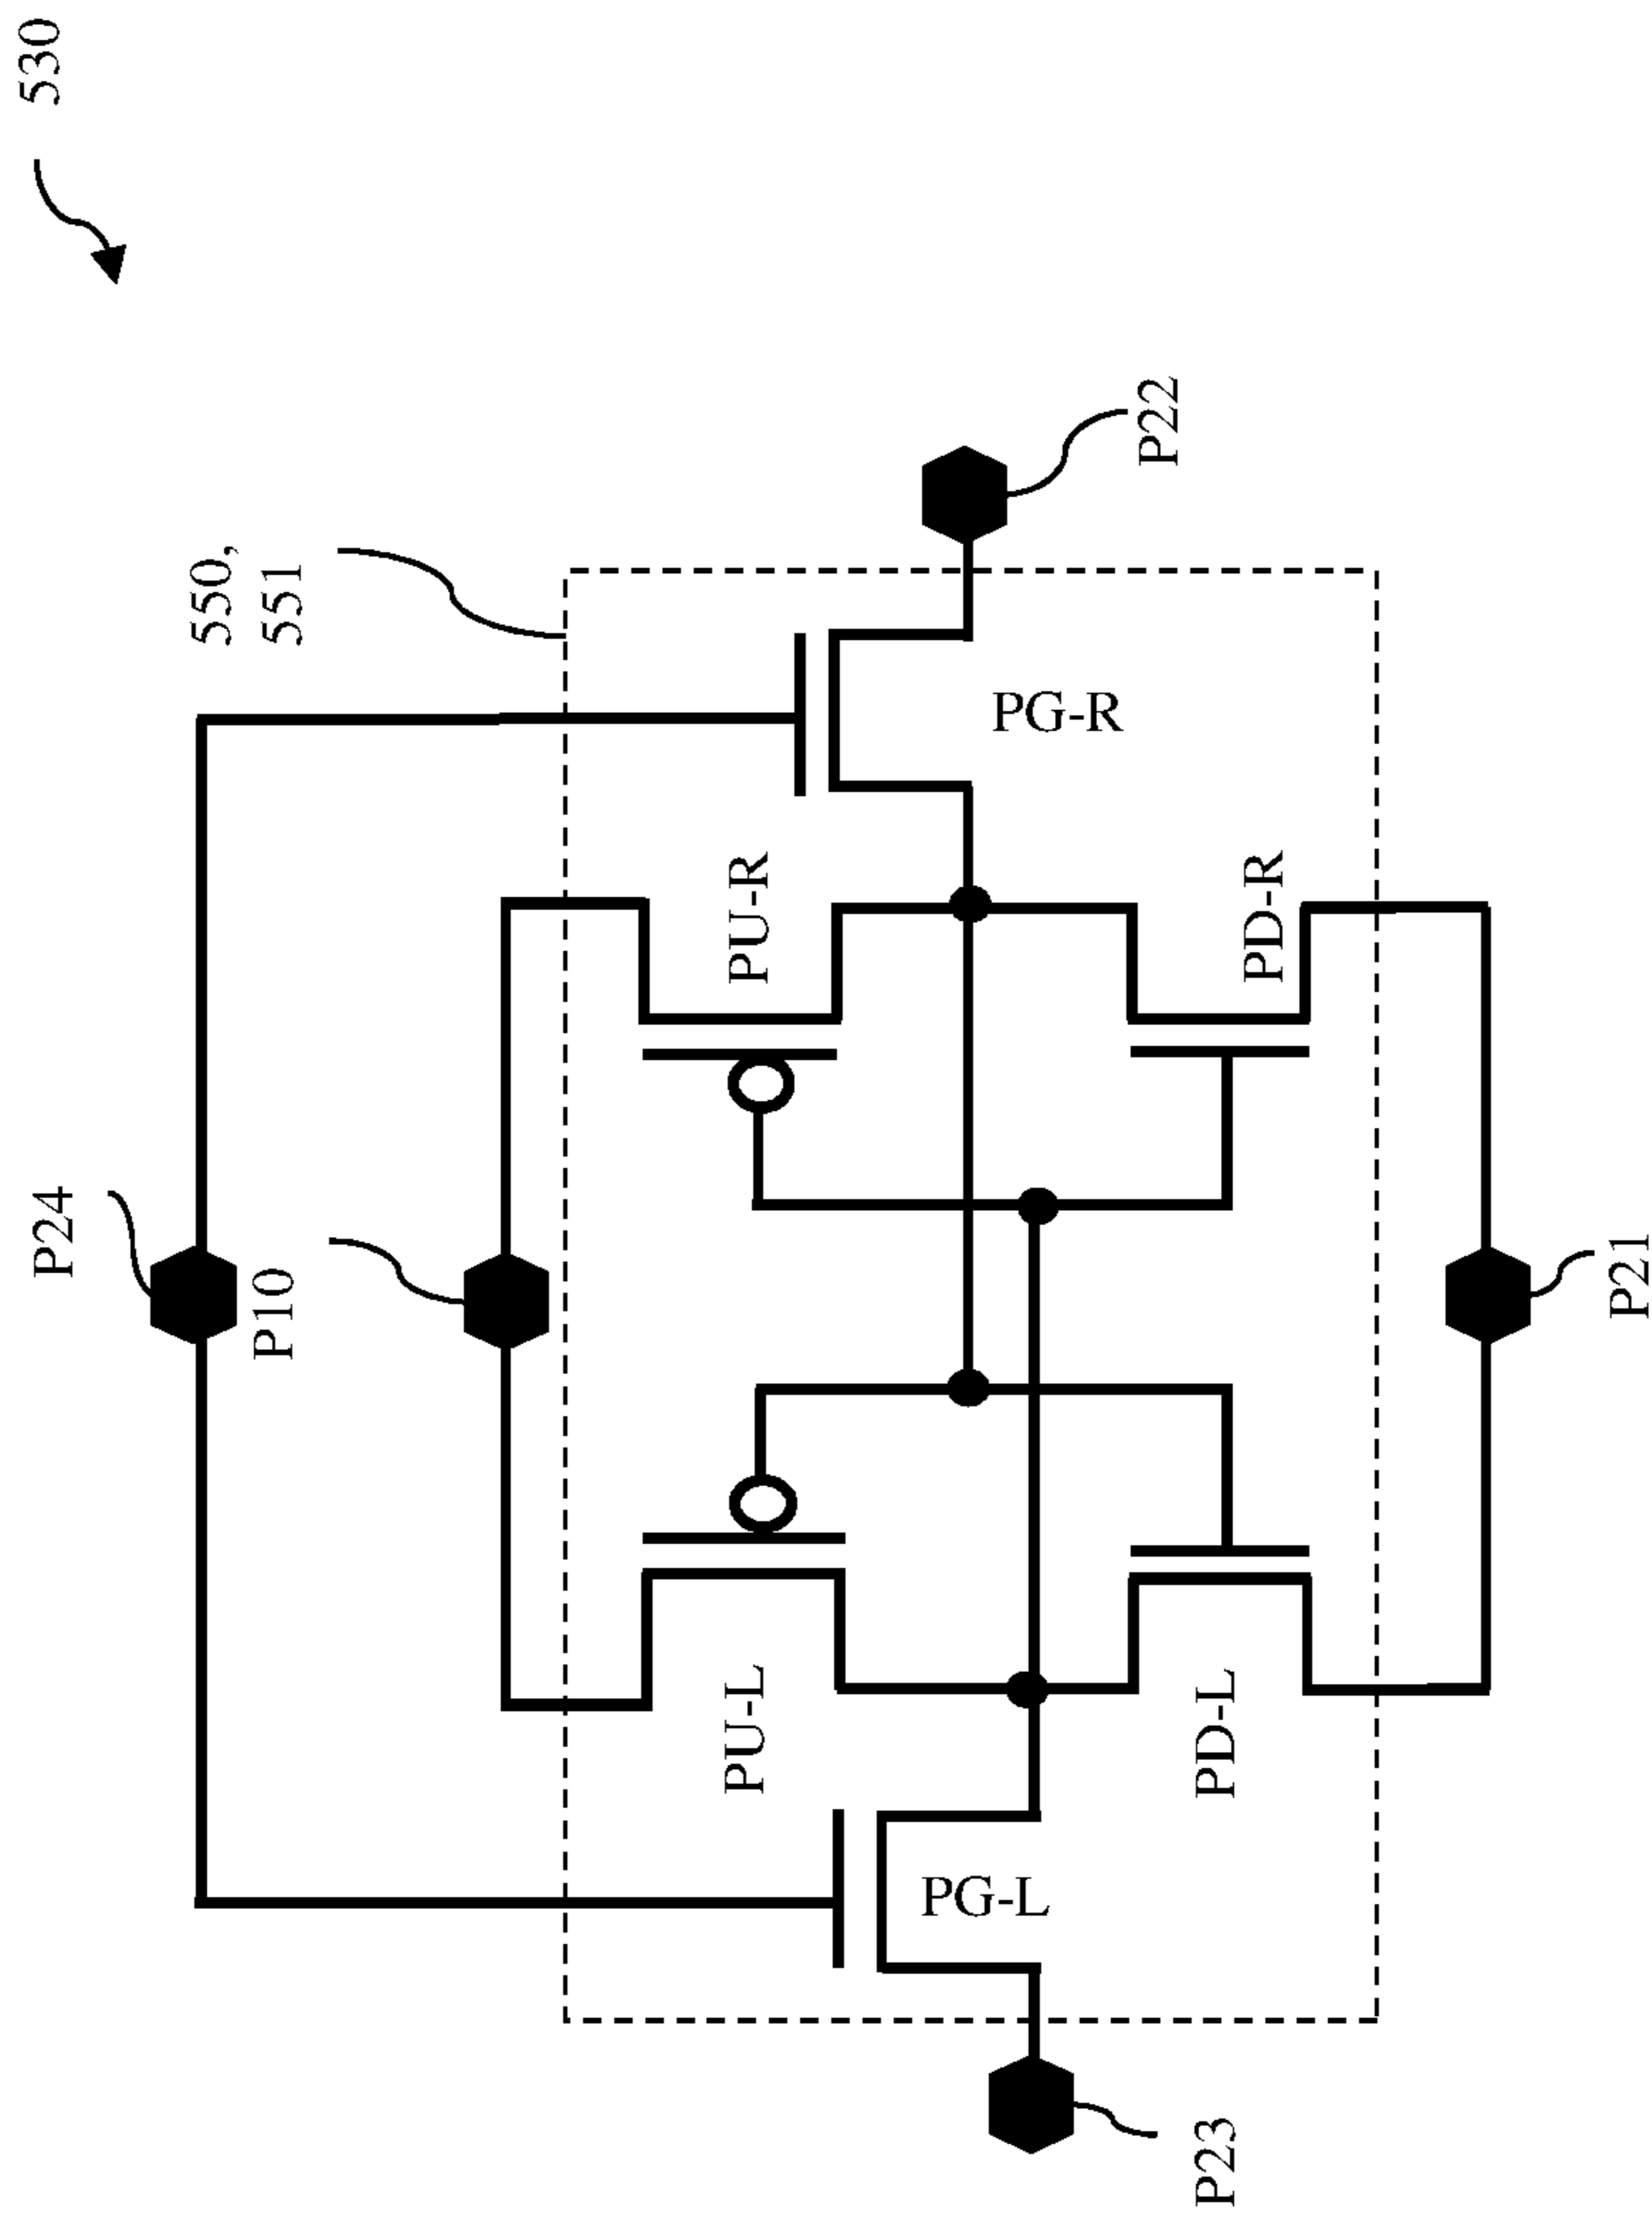 530
550,
551
P22
PG-R
PU-R
PD-R
P24
P10
P21
PU-L
PD-L
PG-L
P23